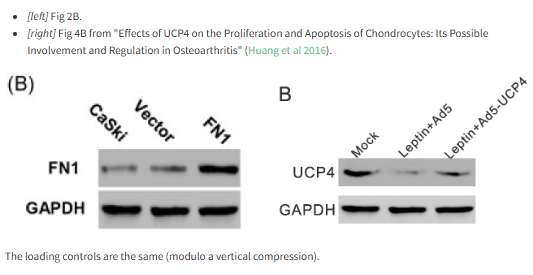 [left] Fig 2B.
[right] Fig 4B from "Effects of UCP4 on the Proliferation and Apoptosis of Chondrocytes: Its Possible
Involvement and Regulation in Osteoarthritis" (Huang et al 2016).
(B)
CaSki
Vector
FN1
FN1
GAPDH
B
Mock
Leptin+Ad5
Leptin+Ad5-UCP4
UCP4
GAPDH
The loading controls are the same (modulo a vertical compression).